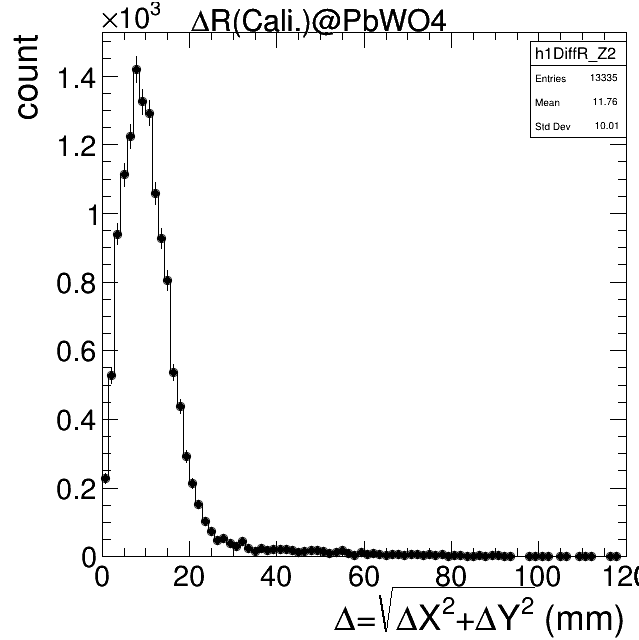 ×10³
ΔR(Cali.)@PbWO4
count
h1DiffR_Z2
Entries 13335
Mean 11.76
Std Dev 10.01
1.4
1.2
1
0.8
0.6
0.4
0.2
0
0 20 40 60 80 100 120
Δ=√ΔX²+ΔY² (mm)